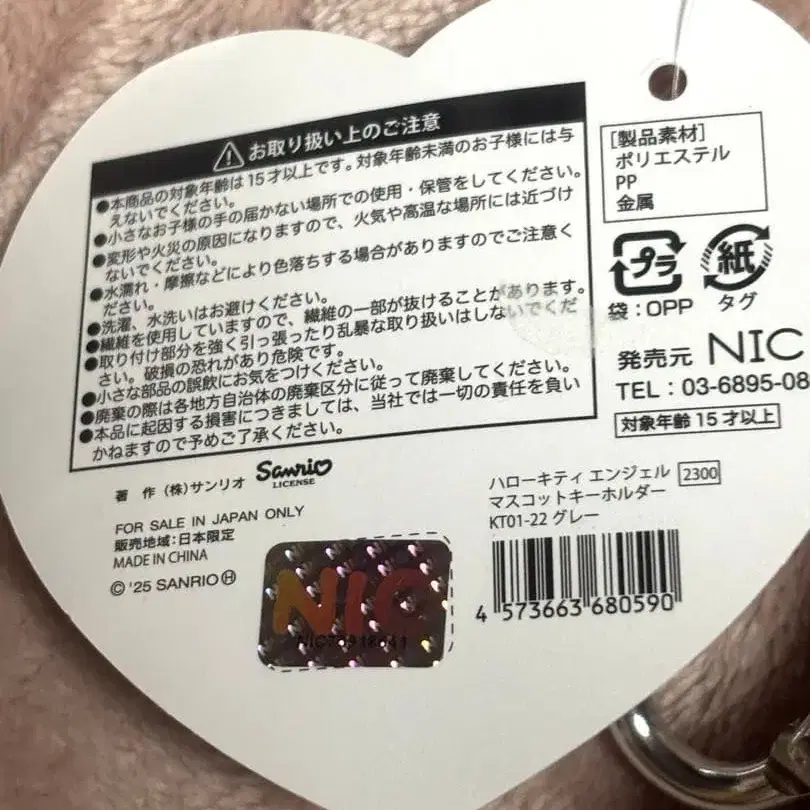 お取り扱い上のご注意
●本商品の対象年齢は15才以上です。対象年齢未満のお子様には与
えないでください。
●小さなお子様の手の届かない場所での使用・保管をしてください。
●変形や火災の原因になりますので、火気や高温な場所には近づけ
ないでください。
●水濡れ・摩擦などにより色落ちする場合がありますのでご注意く
ださい。
●洗濯、水洗いはお避けください。
●繊維を使用していますので、繊維の一部が抜けることがあります。
●取り付け部分を強く引っ張ったり乱暴な取り扱いはしないでくだ
さい。破損の恐れがあり危険です。
●小さな部品の誤飲にお気をつけください。
●廃棄の際は各地方自治体の廃棄区分に従って廃棄してください。
●本品に起因する損害につきましては、当社では一切の責任を負い
かねますので予めご了承ください。
[製品素材]
ポリエステル
PP
金属
プラ
紙
袋:OPP
タグ
発売元 NIC
TEL:03-6895-08
対象年齢15才以上
著 作 (株)サンリオ Sanrio
LICENSE
FOR SALE IN JAPAN ONLY
販売地域:日本限定
MADE IN CHINA
© '25 SANRIO Ⓗ
NIC
ハローキティ エンジェル 2300
マスコットキーホルダー
KT01-22 グレー
4 573663 680590